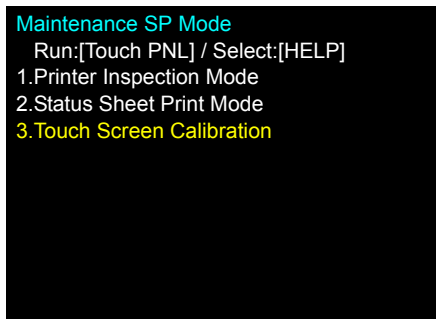 Maintenance SP Mode
Run:[Touch PNL] / Select:[HELP]
1.Printer Inspection Mode
2.Status Sheet Print Mode
3.Touch Screen Calibration